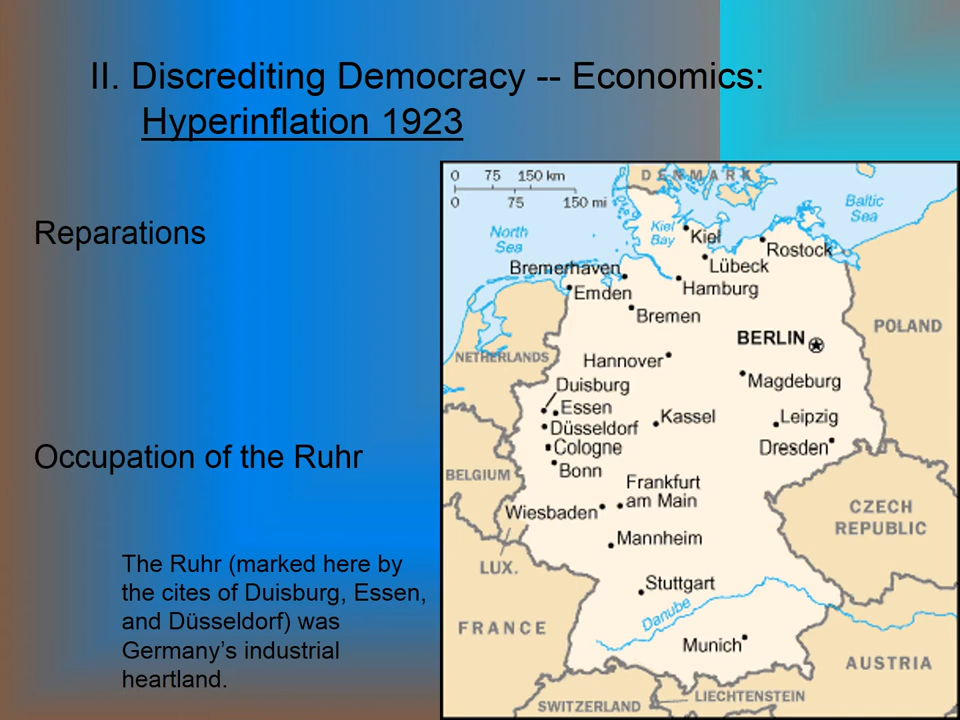 II. Discrediting Democracy -- Economics:
Hyperinflation 1923
Reparations
Occupation of the Ruhr
The Ruhr (marked here by
the cites of Duisburg, Essen,
and Düsseldorf) was
Germany's industrial
heartland.
0 75 150 km
0 75 150 mi
DENMARK
Baltic
Sea
North
Sea
Kiel
Bay
Kiel
Rostock
Lübeck
Bremerhaven
Hamburg
Emden
Bremen
POLAND
BERLIN
NETHERLANDS
Hannover
Magdeburg
Duisburg
Essen
Kassel
Leipzig
Düsseldorf
Dresden
Cologne
Bonn
BELGIUM
Frankfurt
am Main
CZECH
REPUBLIC
Wiesbaden
Mannheim
LUX.
Stuttgart
Danube
FRANCE
Munich
AUSTRIA
LIECHTENSTEIN
SWITZERLAND